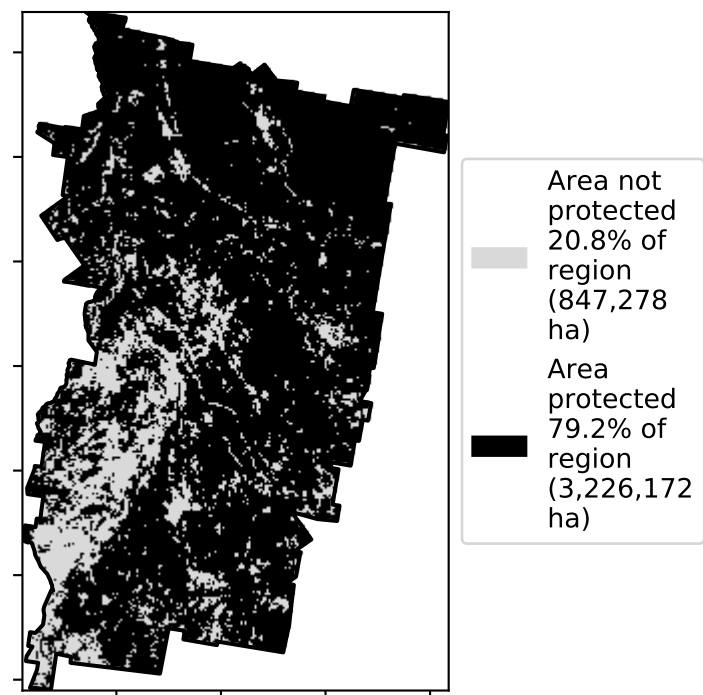 Area not
protected
20.8% of
region
(847,278
ha)
Area
protected
79.2% of
region
(3,226,172
ha)